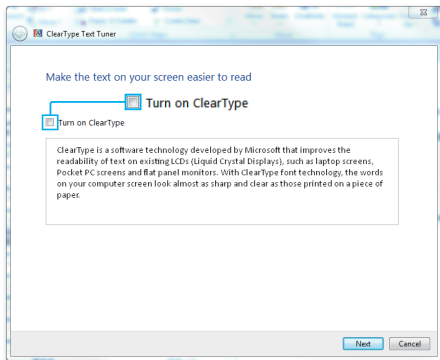 ClearType Text Tuner
Make the text on your screen easier to read
Turn on ClearType
Turn on ClearType
ClearType is a software technology developed by Microsoft that improves the
readability of text on existing LCDs (Liquid Crystal Displays), such as laptop screens,
Pocket PC screens and flat panel monitors. With ClearType font technology, the words
on your computer screen look almost as sharp and clear as those printed on a piece of
paper.
Next Cancel